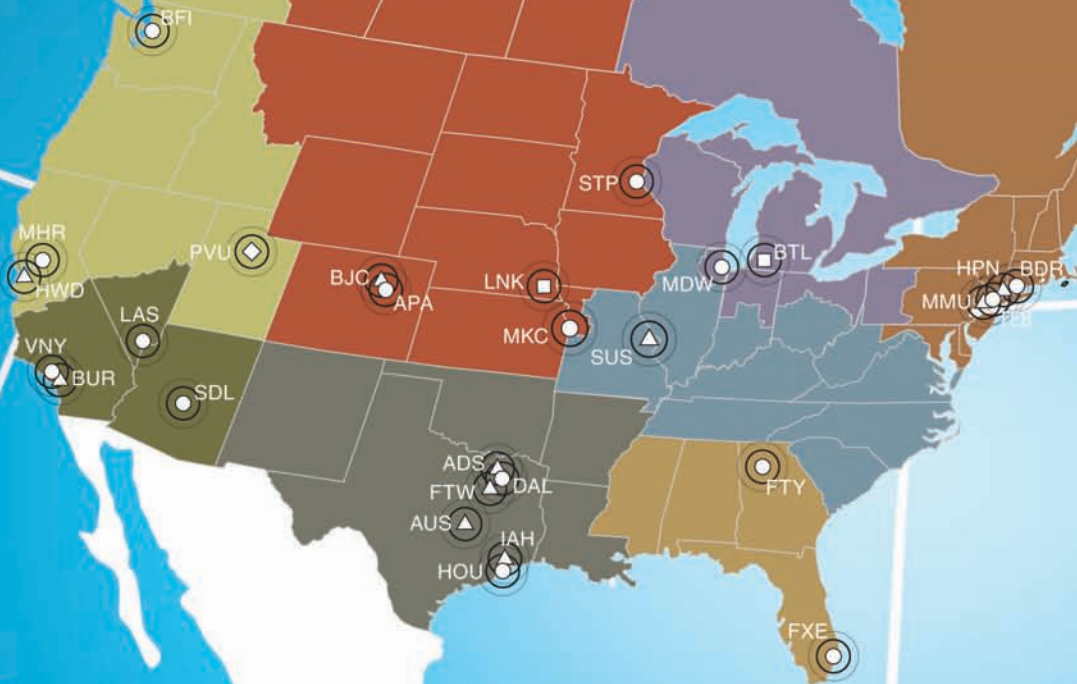 BFI
STP
MHR
PVU
BTL
HPN
BDR
BJC
LNK
MDW
HWD
APA
MMU
LAS
MKC
SUS
VNY
BUR
SDL
ADS
DAL
FTW
FTY
AUS
IAH
HOU
FXE